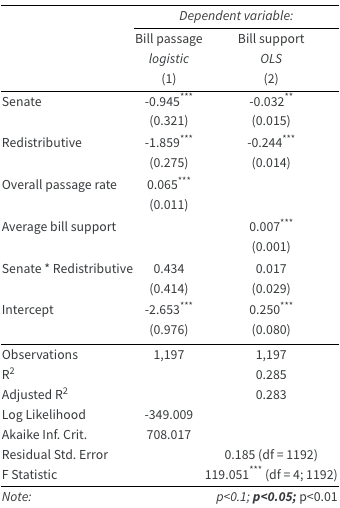 Dependent variable:
Bill passage Bill support
logistic OLS
(1) (2)
Senate -0.945*** -0.032**
(0.321) (0.015)
Redistributive -1.859*** -0.244***
(0.275) (0.014)
Overall passage rate 0.065***
(0.011)
Average bill support 0.007***
(0.001)
Senate * Redistributive 0.434 0.017
(0.414) (0.029)
Intercept -2.653*** 0.250***
(0.976) (0.080)
Observations 1,197 1,197
R2 0.285
Adjusted R2 0.283
Log Likelihood -349.009
Akaike Inf. Crit. 708.017
Residual Std. Error 0.185 (df = 1192)
F Statistic 119.051*** (df = 4; 1192)
Note: p<0.1; p<0.05; p<0.01